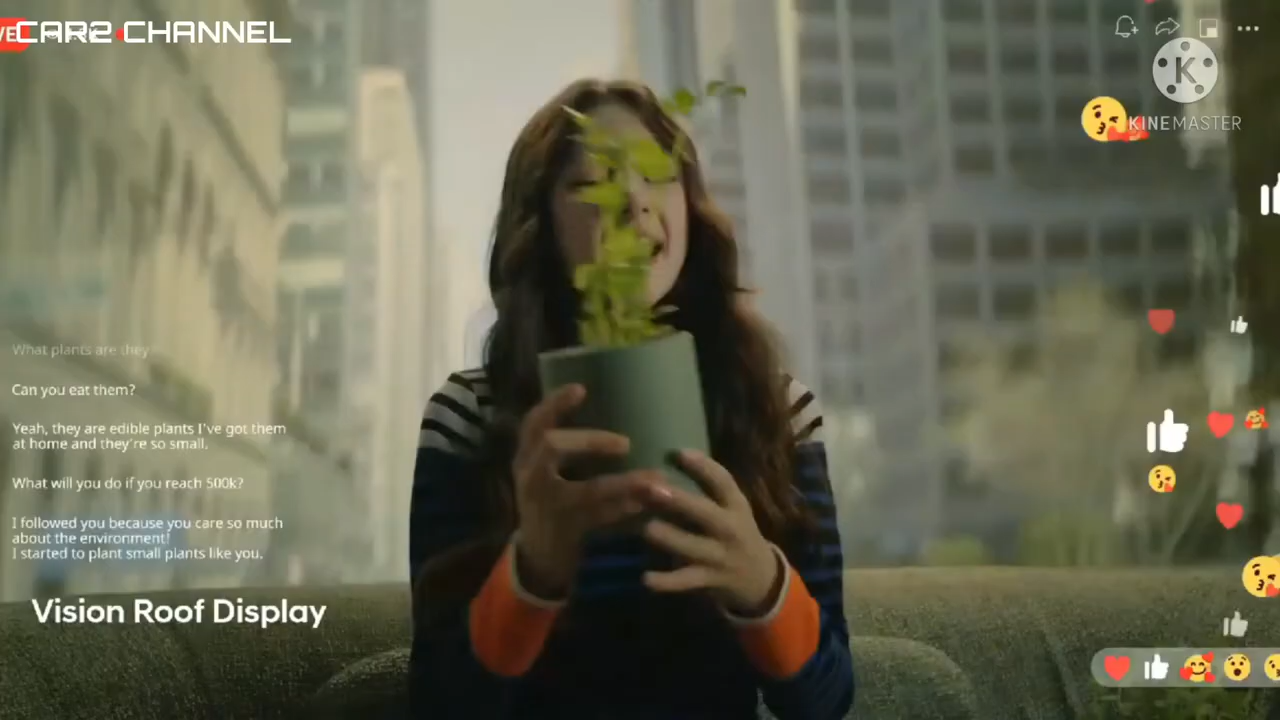 CAR2 CHANNEL
KINEMASTER
What plants are they
Can you eat them?
Yeah, they are edible plants I've got them
at home and they're so small.
What will you do if you reach 500k?
I followed you because you care so much
about the environment!
I started to plant small plants like you.
Vision Roof Display